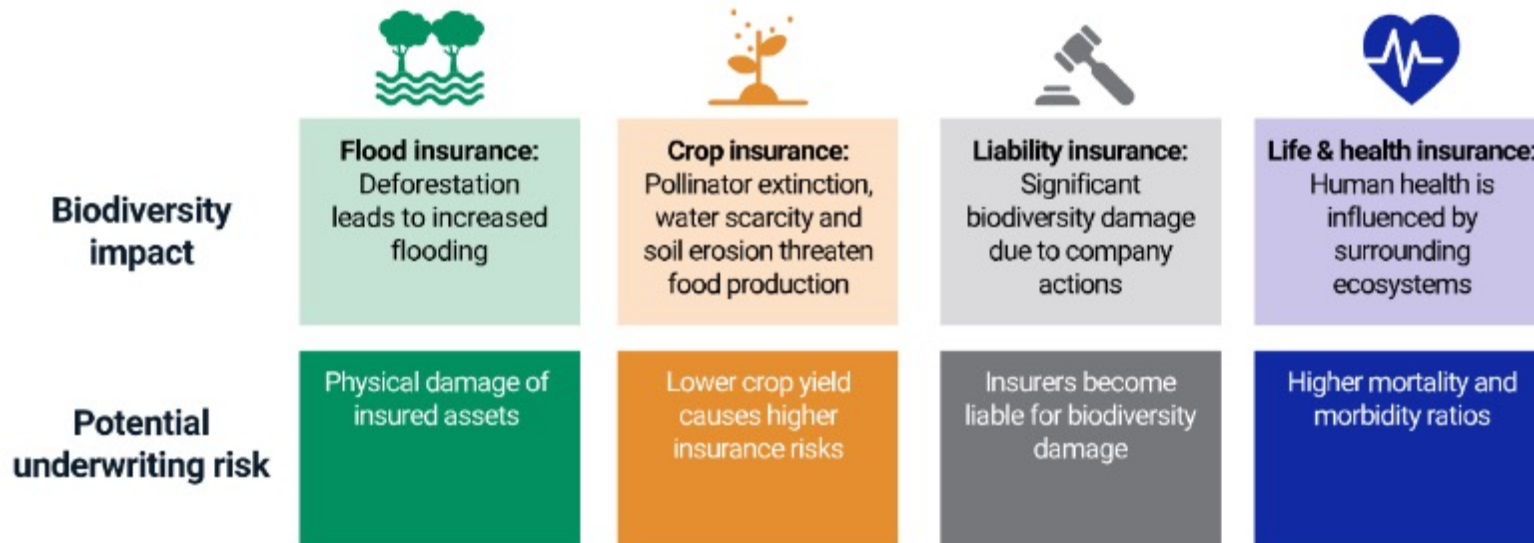 Biodiversity
impact
Flood insurance:
Deforestation
leads to increased
flooding
Crop insurance:
Pollinator extinction,
water scarcity and
soil erosion threaten
food production
Liability insurance:
Significant
biodiversity damage
due to company
actions
Life & health insurance:
Human health is
influenced by
surrounding
ecosystems
Potential
underwriting risk
Physical damage of
insured assets
Lower crop yield
causes higher
insurance risks
Insurers become
liable for biodiversity
damage
Higher mortality and
morbidity ratios